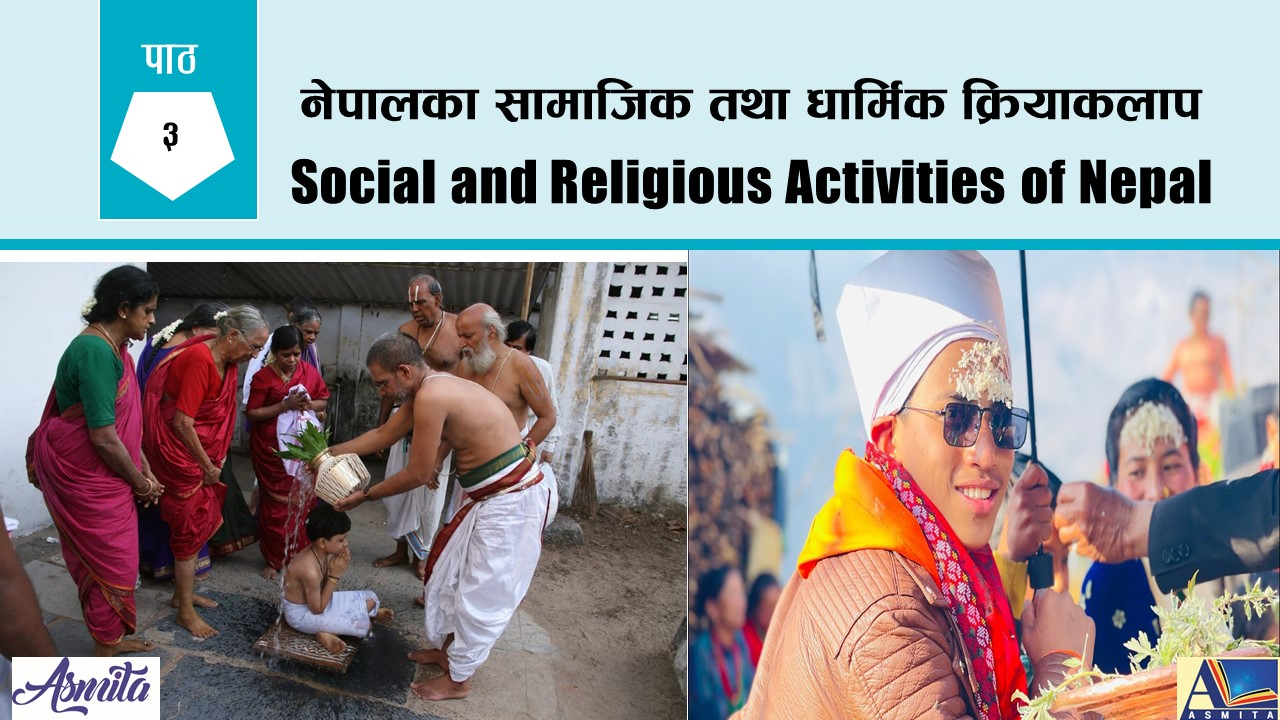 पाठ
३
नेपालका सामाजिक तथा धार्मिक क्रियाकलाप
Social and Religious Activities of Nepal
Asmita
ASMITA